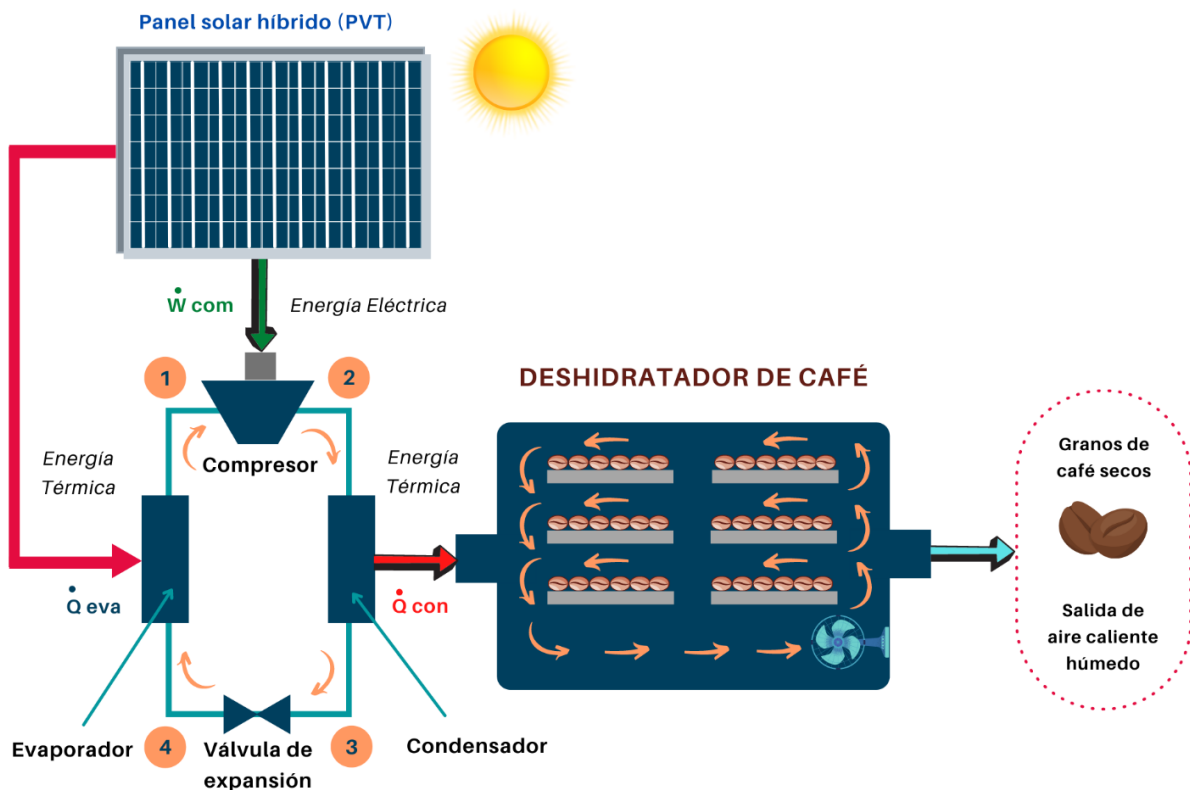 Panel solar híbrido (PVT)
Ẇ com
Energía Eléctrica
1
2
DESHIDRATADOR DE CAFÉ
Compresor
Energía
Térmica
Energía
Térmica
Q̇ eva
Q̇ con
Granos de
café secos
Salida de
aire caliente
húmedo
Evaporador
4
Válvula de
expansión
3
Condensador